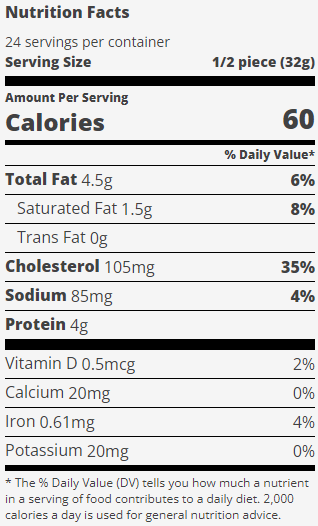 Nutrition Facts
24 servings per container
Serving Size 1/2 piece (32g)
Amount Per Serving
Calories 60
% Daily Value*
Total Fat 4.5g 6%
Saturated Fat 1.5g 8%
Trans Fat 0g
Cholesterol 105mg 35%
Sodium 85mg 4%
Protein 4g
Vitamin D 0.5mcg 2%
Calcium 20mg 0%
Iron 0.61mg 4%
Potassium 20mg 0%
* The % Daily Value (DV) tells you how much a nutrient
in a serving of food contributes to a daily diet. 2,000
calories a day is used for general nutrition advice.